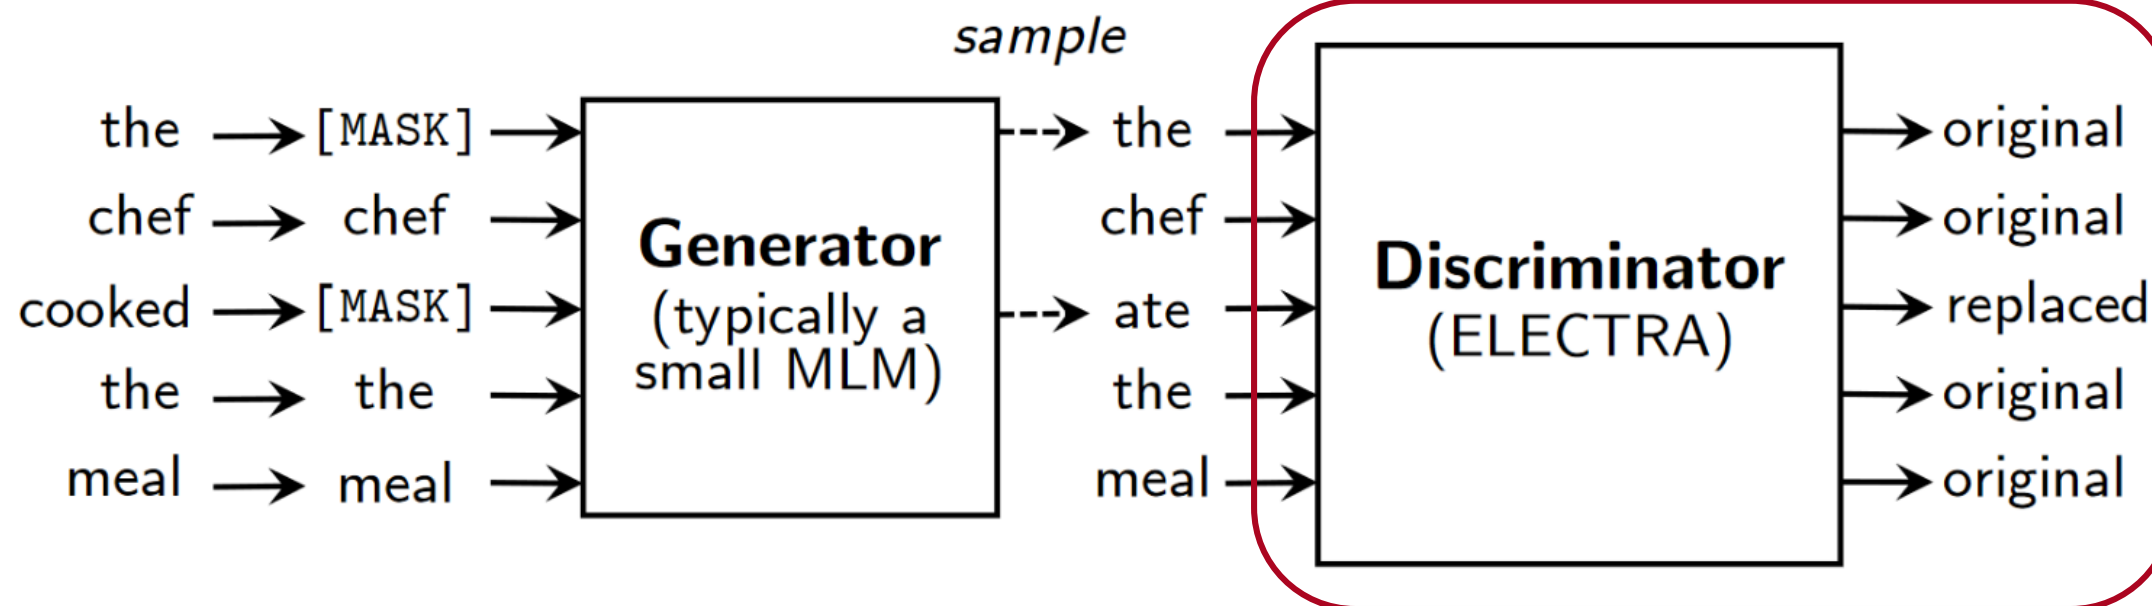 sample
the [MASK] the original
chef chef chef original
cooked [MASK] ate replaced
the the the original
meal meal meal original
Generator
(typically a
small MLM)
Discriminator
(ELECTRA)